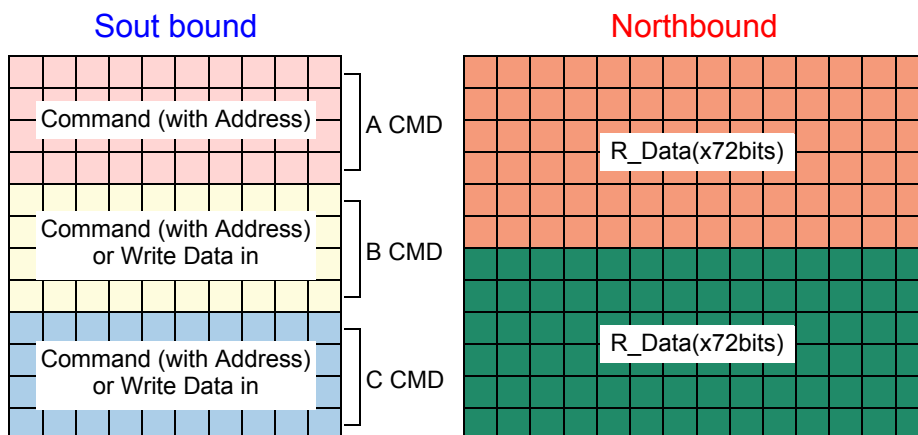 Sout bound
Northbound
Command (with Address)
A CMD
R_Data(x72bits)
Command (with Address)
or Write Data in
B CMD
Command (with Address)
or Write Data in
C CMD
R_Data(x72bits)